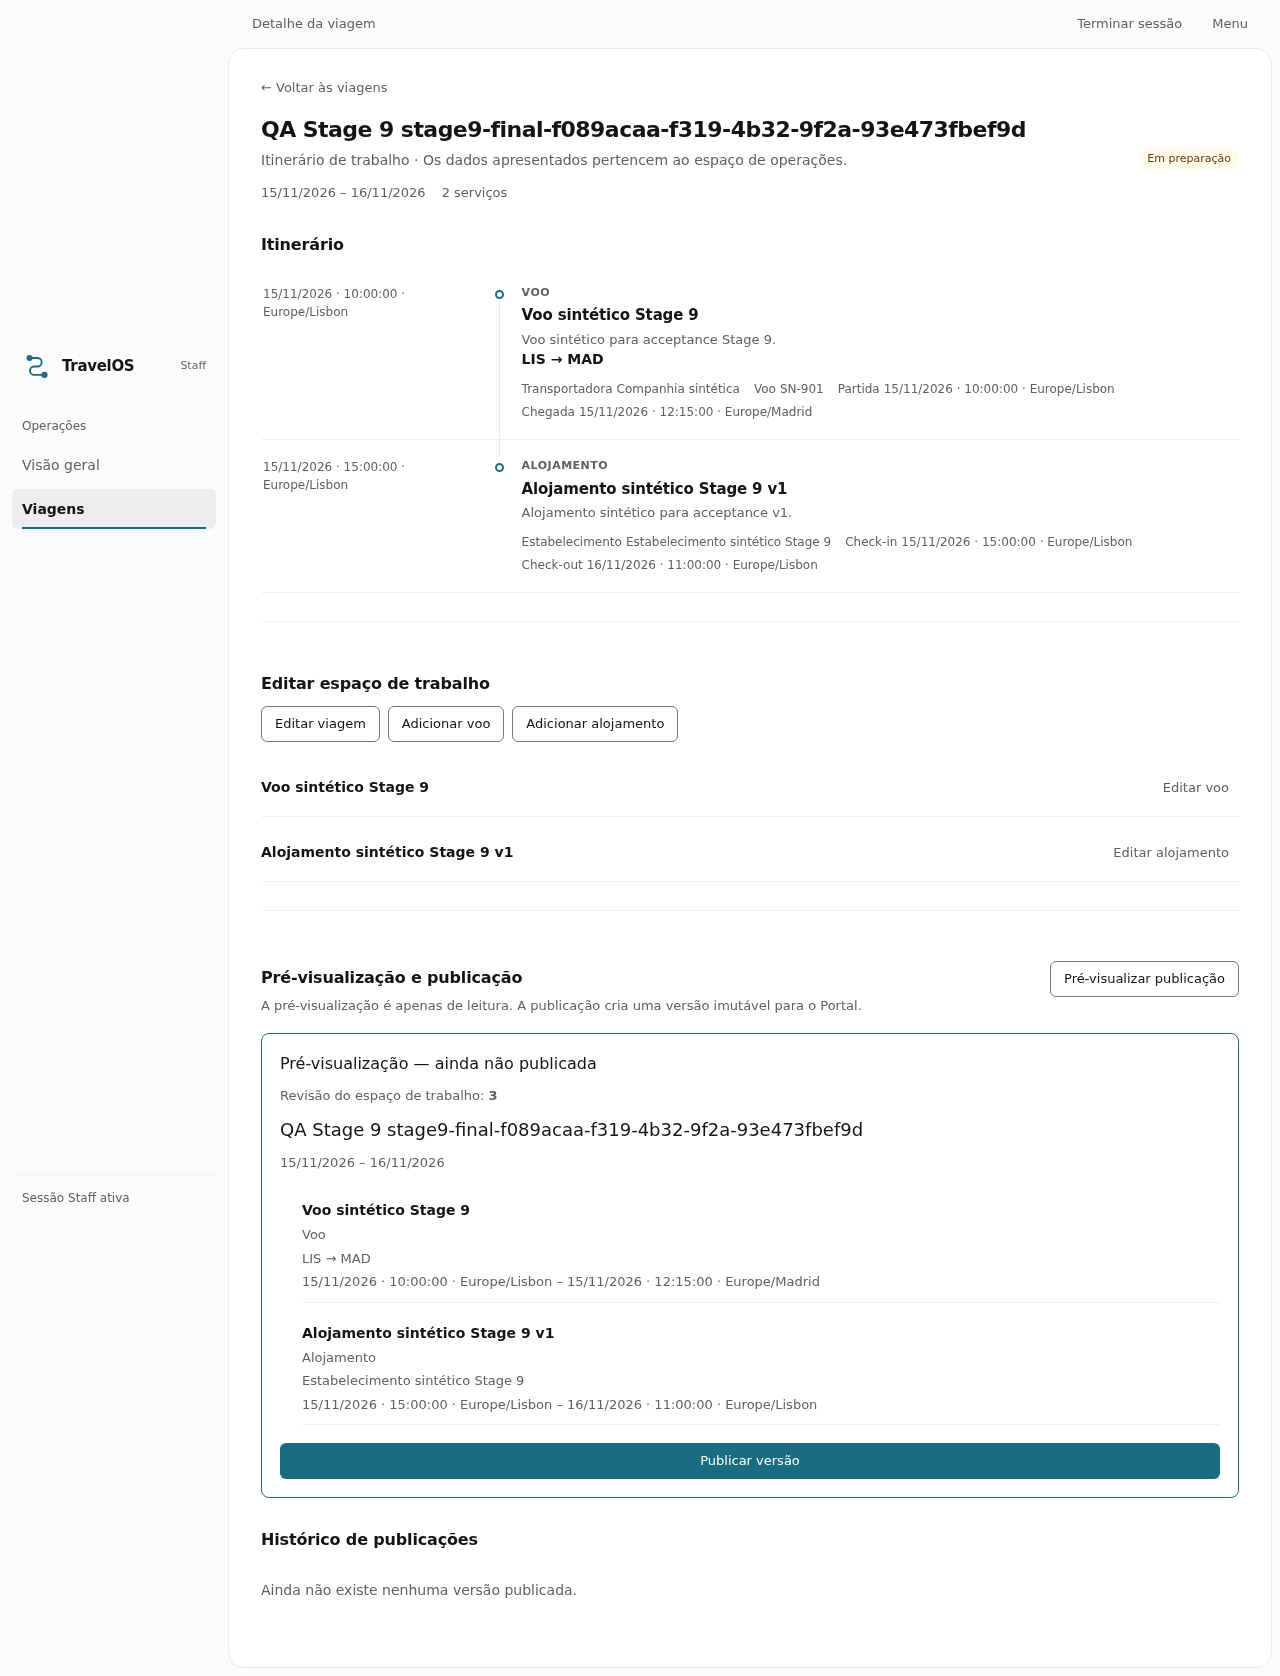 Detalhe da viagem
Terminar sessão
Menu
TravelOS
Staff
Operações
Visão geral
Viagens
Sessão Staff ativa
← Voltar às viagens
QA Stage 9 stage9-final-f089acaa-f319-4b32-9f2a-93e473fbef9d
Itinerário de trabalho · Os dados apresentados pertencem ao espaço de operações.
Em preparação
15/11/2026 – 16/11/2026 2 serviços
Itinerário
15/11/2026 · 10:00:00 ·
Europe/Lisbon
VOO
Voo sintético Stage 9
Voo sintético para acceptance Stage 9.
LIS → MAD
Transportadora Companhia sintética Voo SN-901 Partida 15/11/2026 · 10:00:00 · Europe/Lisbon
Chegada 15/11/2026 · 12:15:00 · Europe/Madrid
15/11/2026 · 15:00:00 ·
Europe/Lisbon
ALOJAMENTO
Alojamento sintético Stage 9 v1
Alojamento sintético para acceptance v1.
Estabelecimento Estabelecimento sintético Stage 9 Check-in 15/11/2026 · 15:00:00 · Europe/Lisbon
Check-out 16/11/2026 · 11:00:00 · Europe/Lisbon
Editar espaço de trabalho
Editar viagem
Adicionar voo
Adicionar alojamento
Voo sintético Stage 9
Editar voo
Alojamento sintético Stage 9 v1
Editar alojamento
Pré-visualização e publicação
Pré-visualizar publicação
A pré-visualização é apenas de leitura. A publicação cria uma versão imutável para o Portal.
Pré-visualização — ainda não publicada
Revisão do espaço de trabalho: 3
QA Stage 9 stage9-final-f089acaa-f319-4b32-9f2a-93e473fbef9d
15/11/2026 – 16/11/2026
Voo sintético Stage 9
Voo
LIS → MAD
15/11/2026 · 10:00:00 · Europe/Lisbon – 15/11/2026 · 12:15:00 · Europe/Madrid
Alojamento sintético Stage 9 v1
Alojamento
Estabelecimento sintético Stage 9
15/11/2026 · 15:00:00 · Europe/Lisbon – 16/11/2026 · 11:00:00 · Europe/Lisbon
Publicar versão
Histórico de publicações
Ainda não existe nenhuma versão publicada.